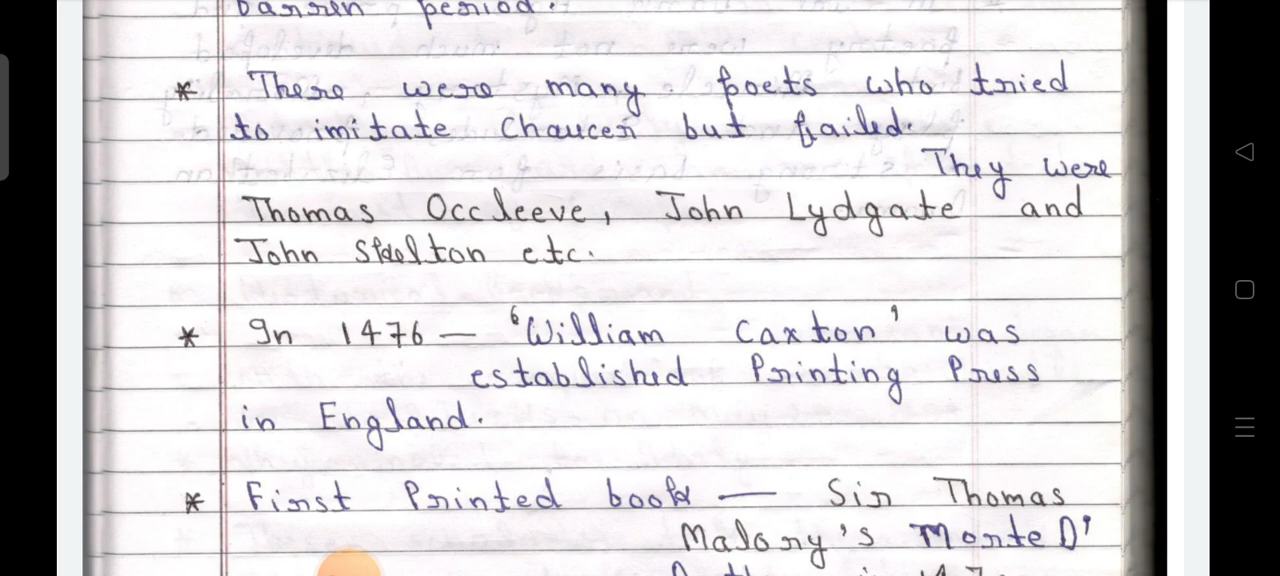 barren period.
* There were many poets who tried
to imitate Chaucer but failed.
They were
Thomas Occleeve, John Lydgate and
John Skelton etc.
* In 1476 — 'William Caxton' was
established Printing Press
in England.
* First Printed book — Sir Thomas
Malory's Morte D'